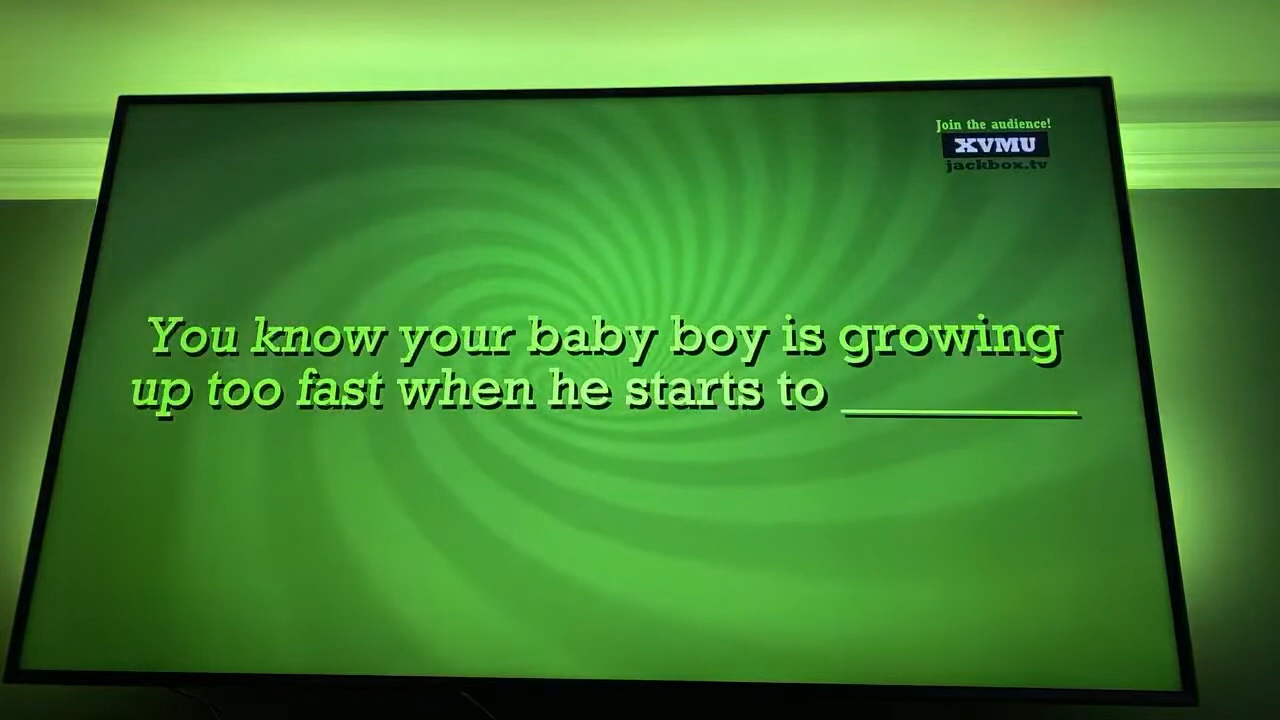 Join the audience!
XVMU
jackbox.tv
You know your baby boy is growing
up too fast when he starts to __________